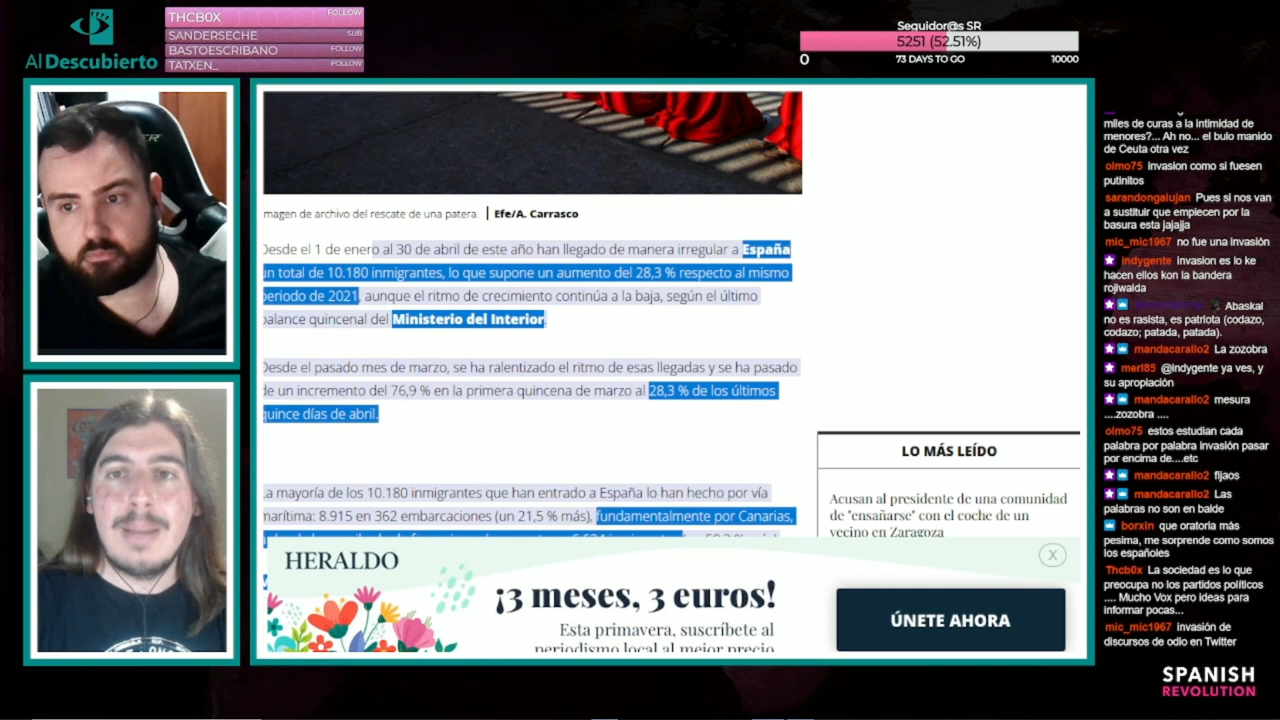 THCB0X FOLLOW
SANDERSECHE SUB
BASTOESCRIBANO FOLLOW
TATXEN_ FOLLOW
Al Descubierto
Seguidor@s SR
5251 (52.51%)
0 73 DAYS TO GO 10000
magen de archivo del rescate de una patera. | Efe/A. Carrasco
Desde el 1 de enero al 30 de abril de este año han llegado de manera irregular a España
un total de 10.180 inmigrantes, lo que supone un aumento del 28,3 % respecto al mismo
periodo de 2021, aunque el ritmo de crecimiento continúa a la baja, según el último
balance quincenal del Ministerio del Interior.
Desde el pasado mes de marzo, se ha ralentizado el ritmo de esas llegadas y se ha pasado
de un incremento del 76,9 % en la primera quincena de marzo al 28,3 % de los últimos
quince días de abril.
La mayoría de los 10.180 inmigrantes que han entrado a España lo han hecho por vía
marítima: 8.915 en 362 embarcaciones (un 21,5 % más), fundamentalmente por Canarias,
LO MÁS LEÍDO
Acusan al presidente de una comunidad
de "ensañarse" con el coche de un
vecino en Zaragoza
HERALDO
X
¡3 meses, 3 euros!
Esta primavera, suscríbete al
periodismo local al mejor precio
ÚNETE AHORA
miles de curas a la intimidad de
menores?... Ah no... el bulo manido
de Ceuta otra vez
olmo75 Invasion como si fuesen
putinitos
sarandongalujan Pues si nos van
a sustituir que empiecen por la
basura esta jajajja
mic_mic1967 no fue una invasión
indygente Invasion es lo ke
hacen ellos kon la bandera
rojiwalda
Abaskal
no es rasista, es patriota (codazo,
codazo; patada, patada).
mandacarallo2 La zozobra
meri85 @indygente ya ves, y
su apropiación
mandacarallo2 mesura
....zozobra ....
olmo75 estos estudian cada
palabra por palabra invasión pasar
por encima de....etc
mandacarallo2 fijaos
mandacarallo2 Las
palabras no son en balde
borxin que oratoria más
pesima, me sorprende como somos
los españoles
Thcb0x La sociedad es lo que
preocupa no los partidos políticos
.... Mucho Vox pero ideas para
informar pocas...
mic_mic1967 invasión de
discursos de odio en Twitter
SPANISH
REVOLUTION